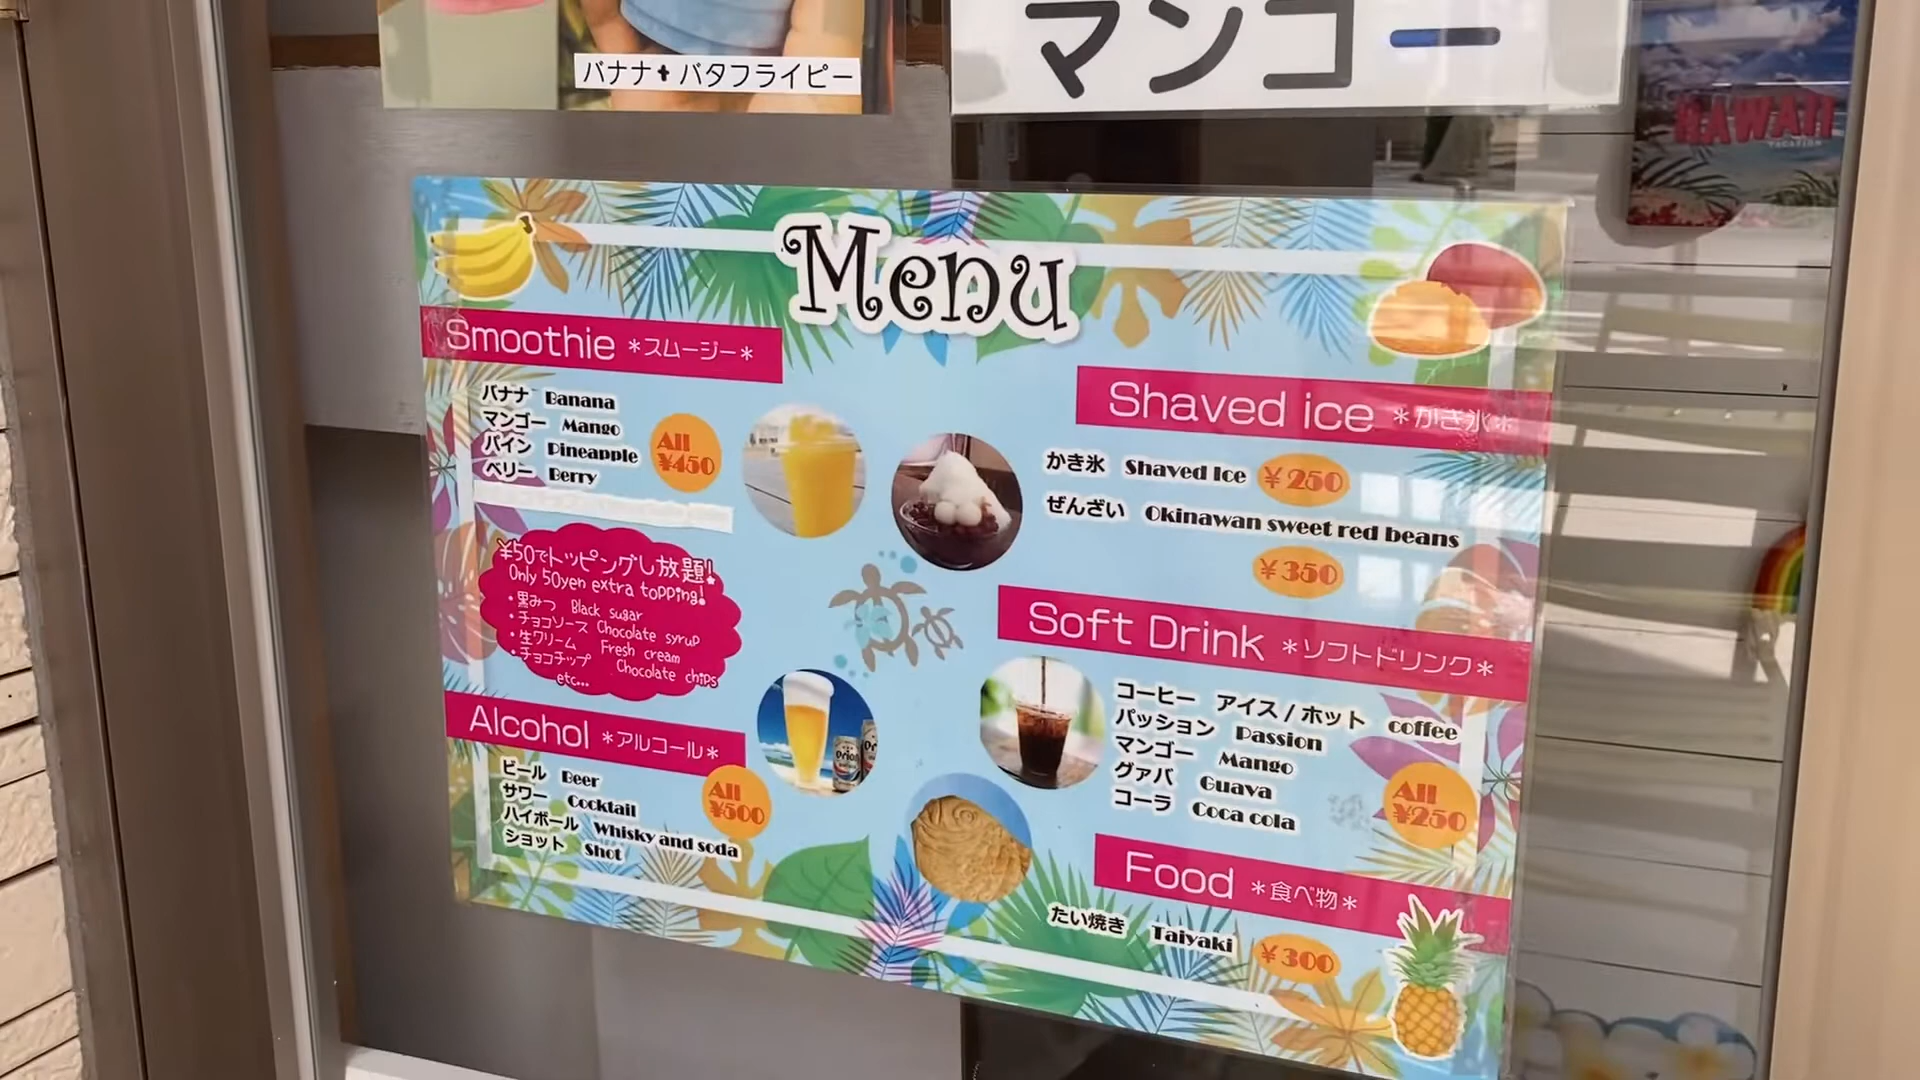 バナナ+バタフライピー
マンゴー
HAWAII
VACATION
Menu
Smoothie *スムージー*
バナナ Banana
マンゴー Mango
パイン Pineapple
ベリー Berry
All
¥450
¥50でトッピングし放題!
Only 50yen extra topping!
・黒みつ Black sugar
・チョコソース Chocolate syrup
・生クリーム Fresh cream
・チョコチップ Chocolate chips
etc...
Alcohol *アルコール*
ビール Beer
サワー Cocktail
ハイボール Whisky and soda
ショット Shot
All
¥500
Orion
Shaved ice *かき氷*
かき氷 Shaved Ice ¥250
ぜんざい Okinawan sweet red beans
¥350
Soft Drink *ソフトドリンク*
コーヒー アイス/ホット coffee
パッション Passion
マンゴー Mango
グァバ Guava
コーラ Coca cola
All
¥250
Food *食べ物*
たい焼き Taiyaki ¥300